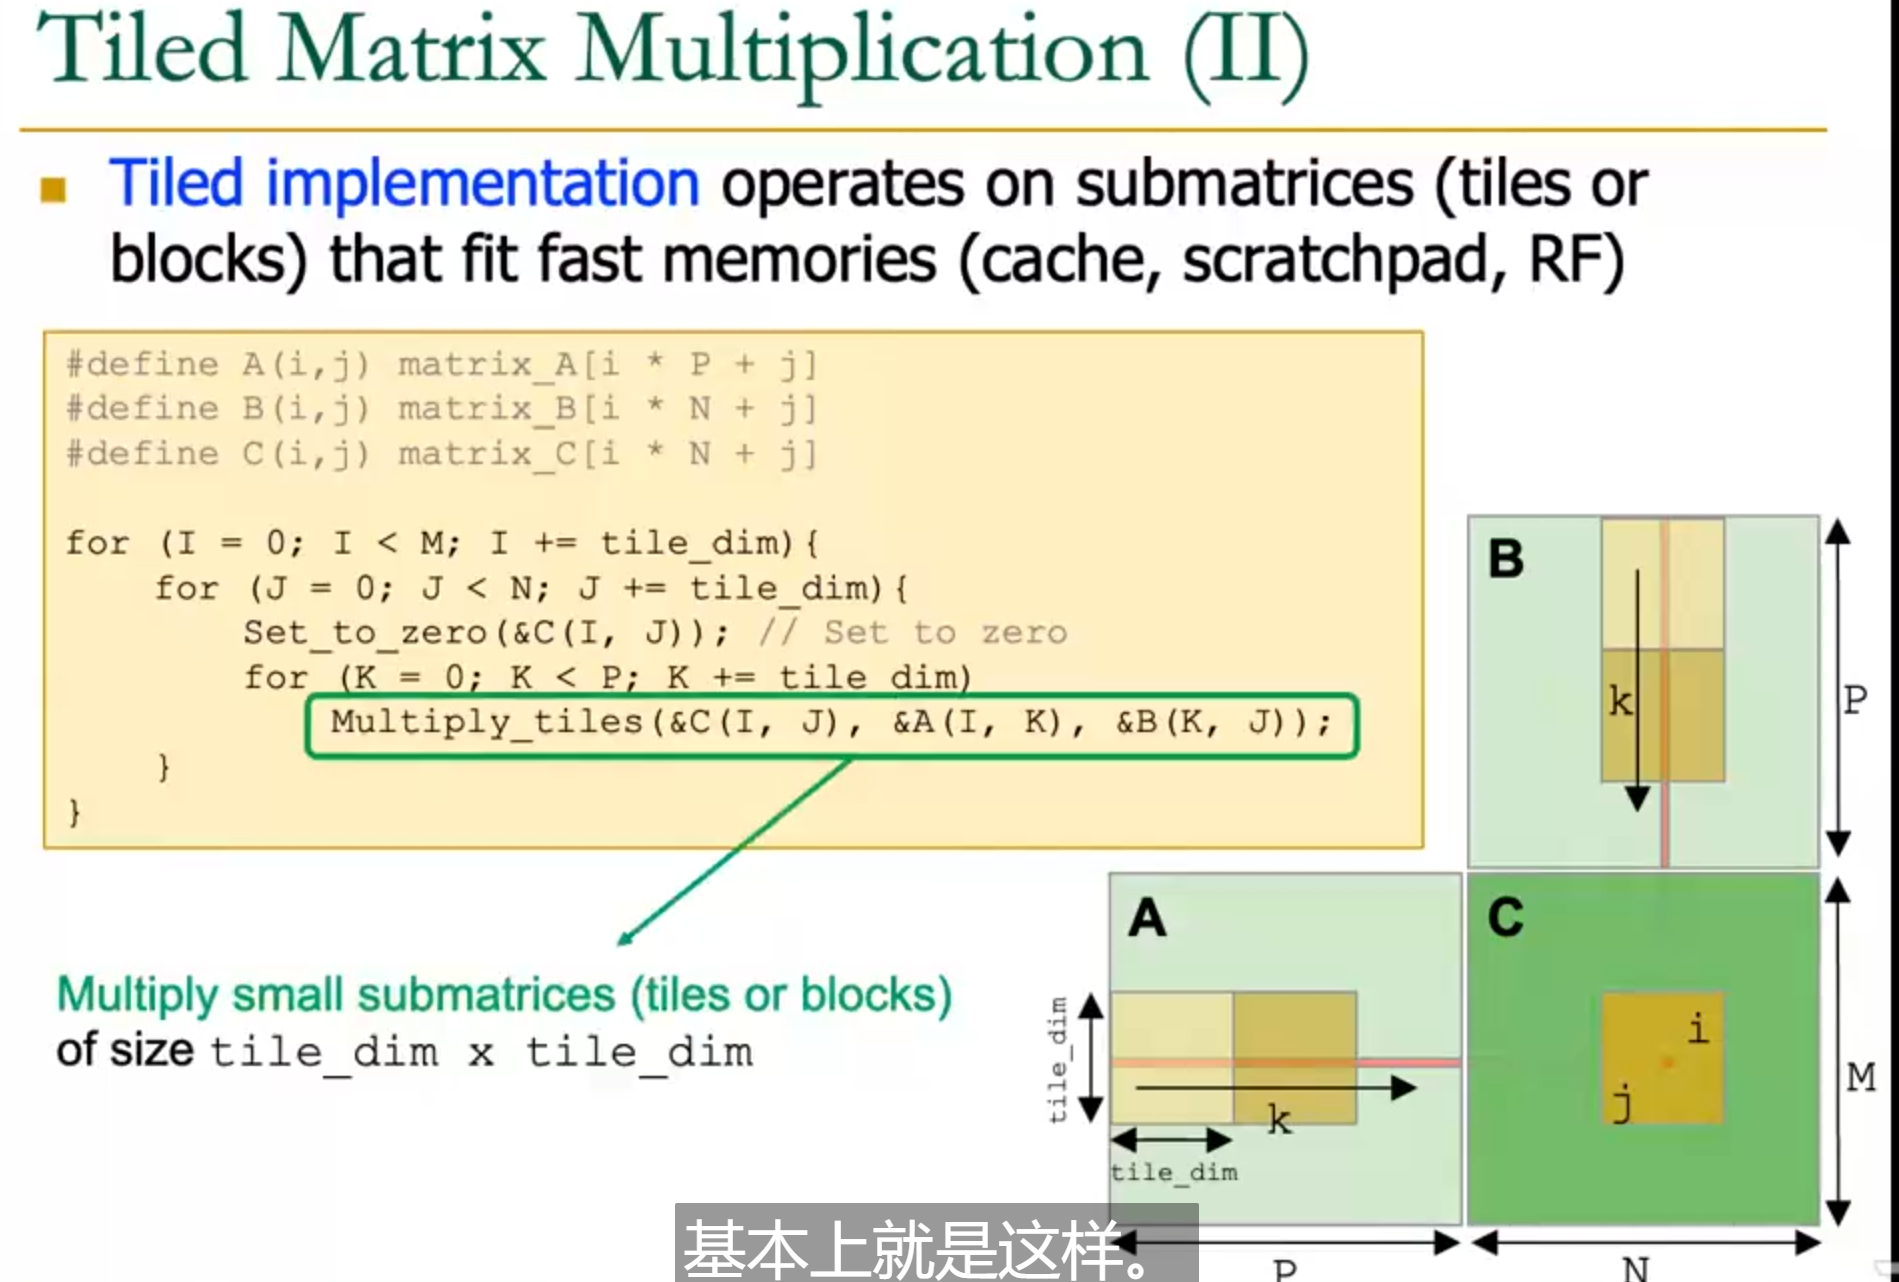 Tiled Matrix Multiplication (II)
Tiled implementation operates on submatrices (tiles or
blocks) that fit fast memories (cache, scratchpad, RF)
#define A(i,j) matrix_A[i * P + j]
#define B(i,j) matrix_B[i * N + j]
#define C(i,j) matrix_C[i * N + j]
for (I = 0; I < M; I += tile_dim){
for (J = 0; J < N; J += tile_dim){
Set_to_zero(&C(I, J)); // Set to zero
for (K = 0; K < P; K += tile_dim)
Multiply_tiles(&C(I, J), &A(I, K), &B(K, J));
}
}
Multiply small submatrices (tiles or blocks)
of size tile_dim x tile_dim
B
k
P
A
tile_dim
k
tile_dim
P
C
i
j
M
N
基本上就是这样。